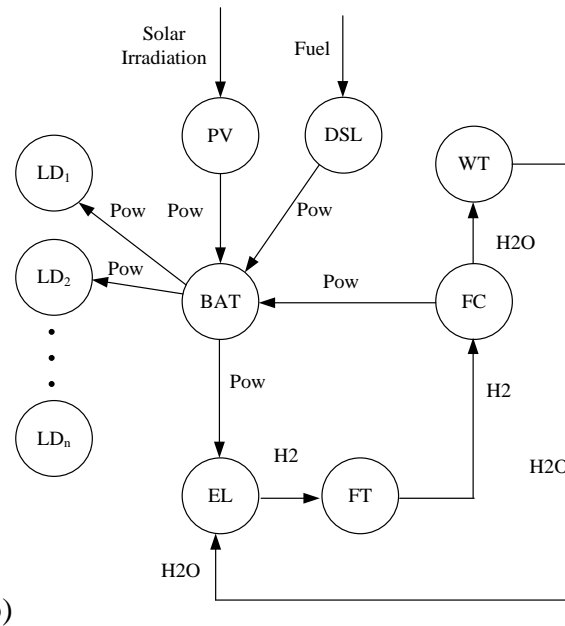 Solar
Irradiation
Fuel
PV
DSL
WT
LD1
Pow
Pow
Pow
H2O
LD2
Pow
BAT
Pow
FC
Pow
H2
LDn
H2
H2O
EL
FT
H2O
)